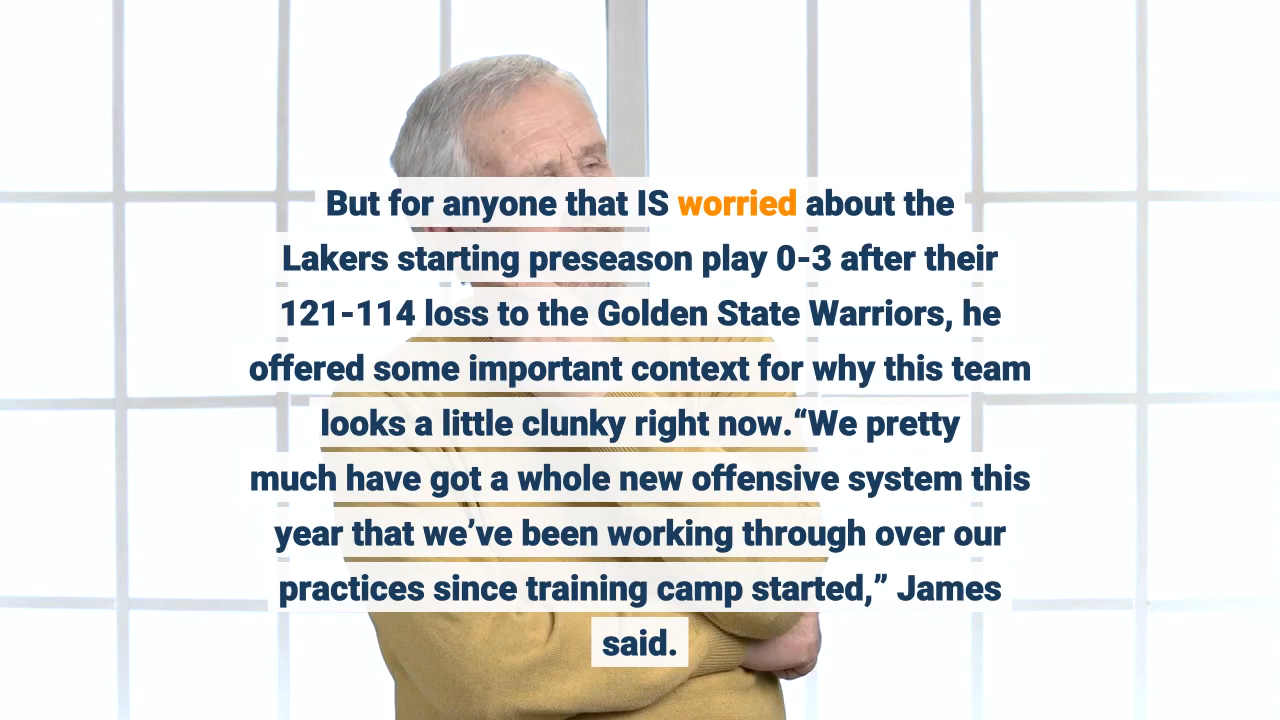 But for anyone that IS worried about the
Lakers starting preseason play 0-3 after their
121-114 loss to the Golden State Warriors, he
offered some important context for why this team
looks a little clunky right now.“We pretty
much have got a whole new offensive system this
year that we’ve been working through over our
practices since training camp started,” James
said.